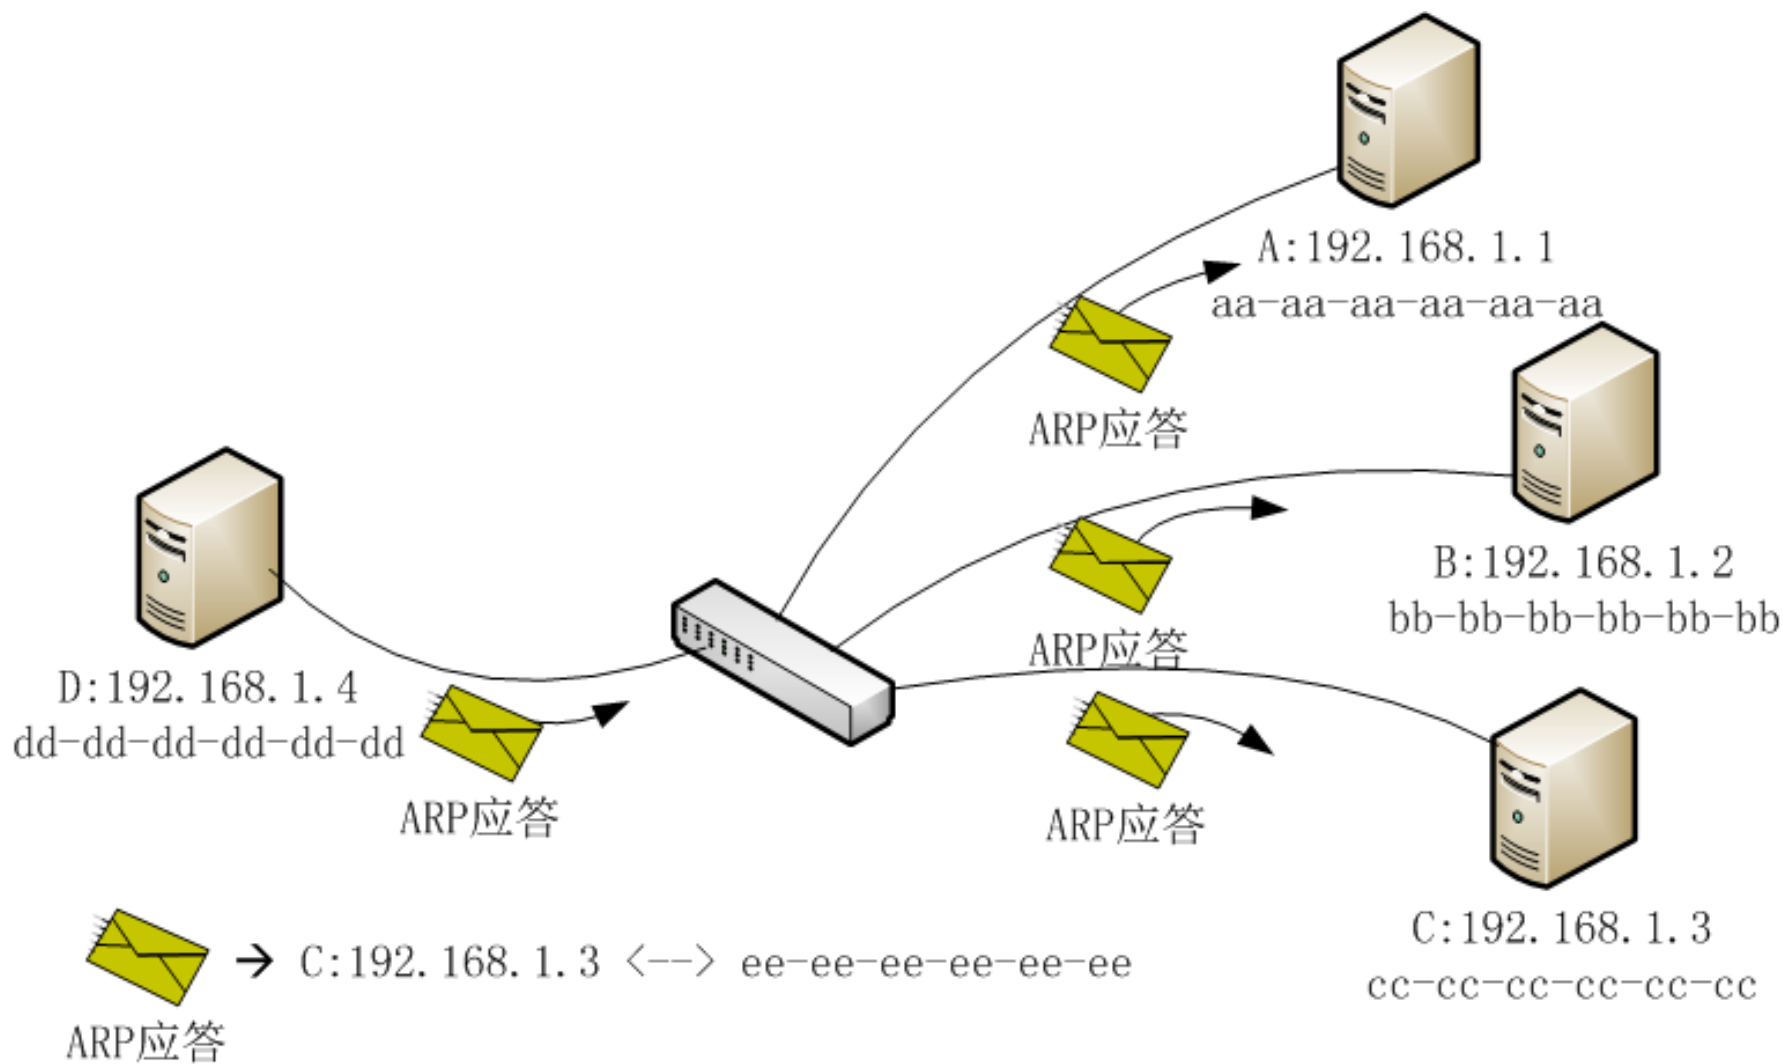 A:192.168.1.1
aa-aa-aa-aa-aa-aa
ARP应答
B:192.168.1.2
bb-bb-bb-bb-bb-bb
ARP应答
D:192.168.1.4
dd-dd-dd-dd-dd-dd
ARP应答
ARP应答
C:192.168.1.3
cc-cc-cc-cc-cc-cc
→ C:192.168.1.3 <--> ee-ee-ee-ee-ee-ee
ARP应答